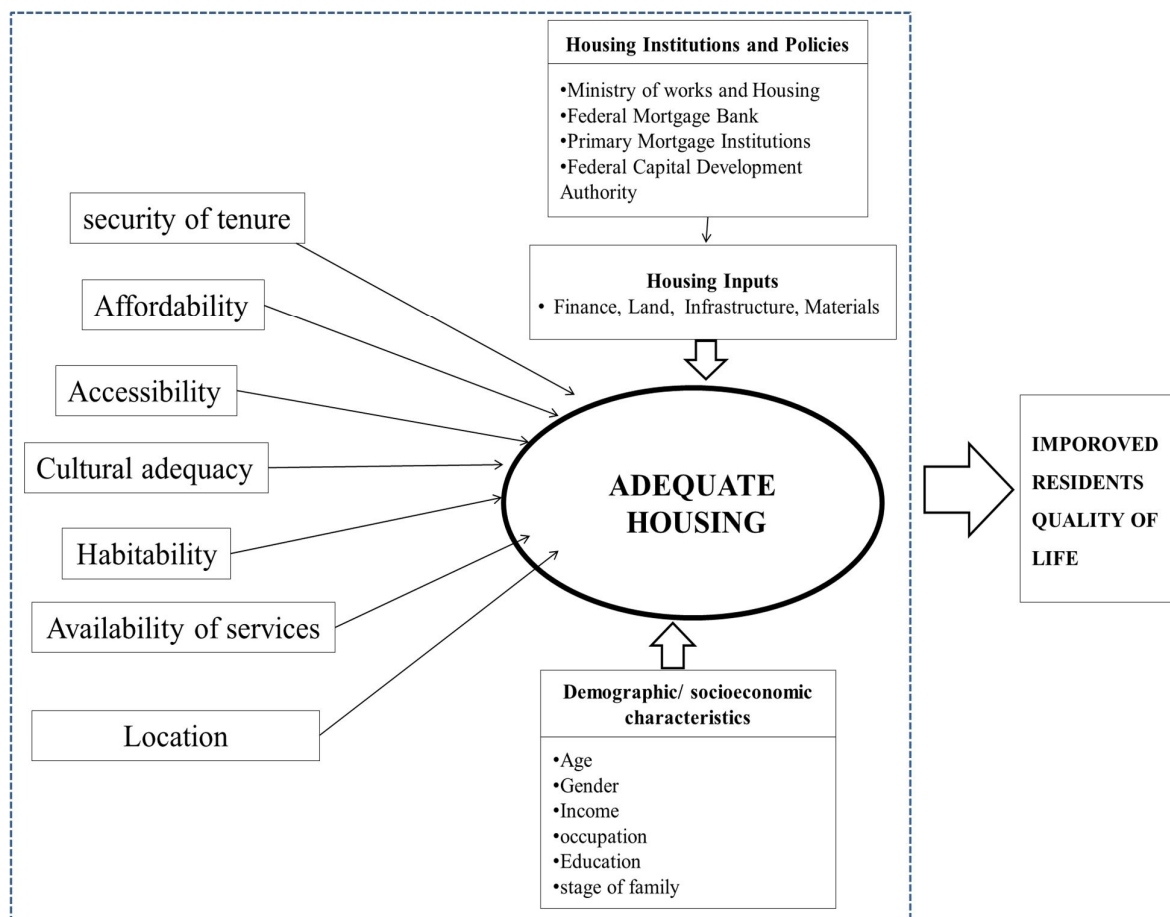 Housing Institutions and Policies
•Ministry of works and Housing
•Federal Mortgage Bank
•Primary Mortgage Institutions
•Federal Capital Development
Authority
Housing Inputs
• Finance, Land, Infrastructure, Materials
security of tenure
Affordability
Accessibility
Cultural adequacy
Habitability
Availability of services
Location
ADEQUATE
HOUSING
Demographic/ socioeconomic
characteristics
•Age
•Gender
•Income
•occupation
•Education
•stage of family
IMPOROVED
RESIDENTS
QUALITY OF
LIFE